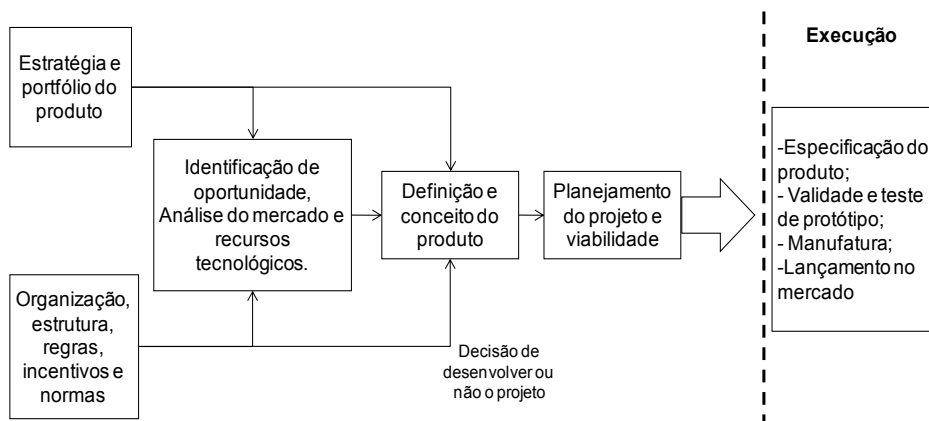 Estratégia e
portfólio do
produto
Identificação de
oportunidade,
Análise do mercado e
recursos
tecnológicos.
Organização,
estrutura,
regras,
incentivos e
normas
Definição e
conceito do
produto
Decisão de
desenvolver ou
não o projeto
Planejamento
do projeto e
viabilidade
Execução
-Especificação do
produto;
- Validade e teste
de protótipo;
- Manufatura;
-Lançamento no
mercado